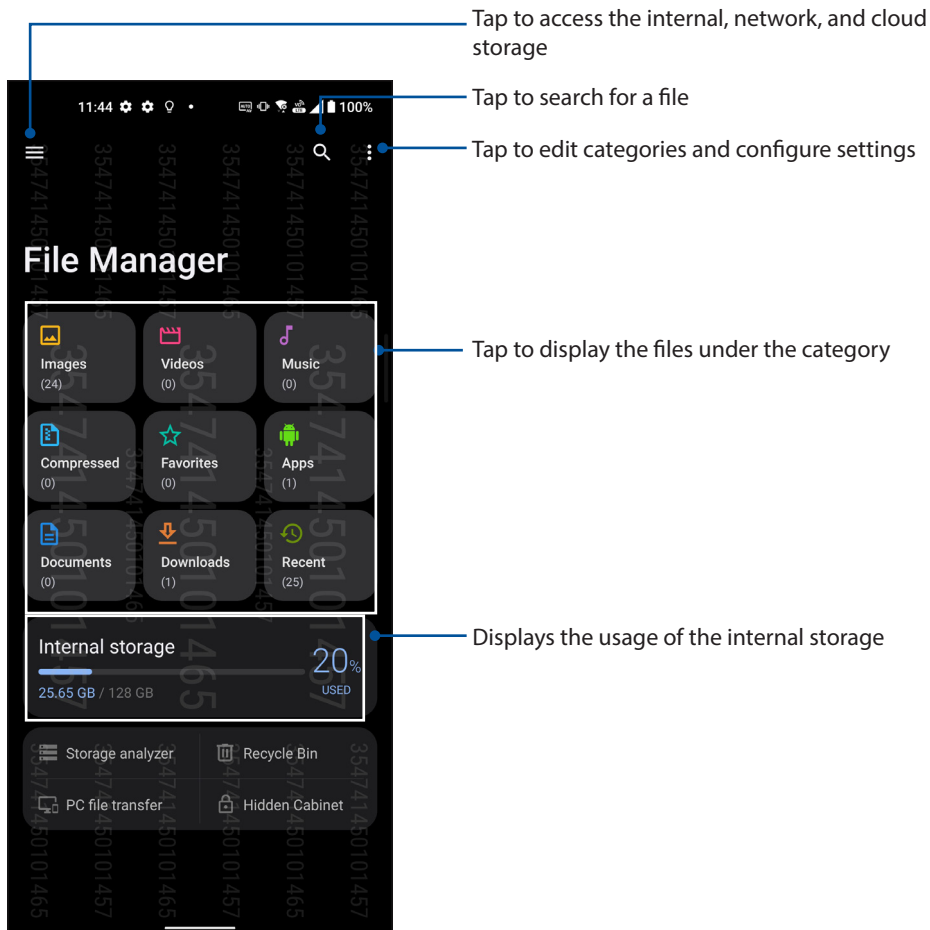 Tap to access the internal, network, and cloud
storage
11:44
100%
Tap to search for a file
Tap to edit categories and configure settings
File Manager
Images
(24)
Videos
(0)
Music
(0)
Tap to display the files under the category
Compressed
(0)
Favorites
(0)
Apps
(1)
Documents
(0)
Downloads
(1)
Recent
(25)
Internal storage
20%
USED
25.65 GB / 128 GB
Displays the usage of the internal storage
Storage analyzer
Recycle Bin
PC file transfer
Hidden Cabinet
354741450101465
354741450101457